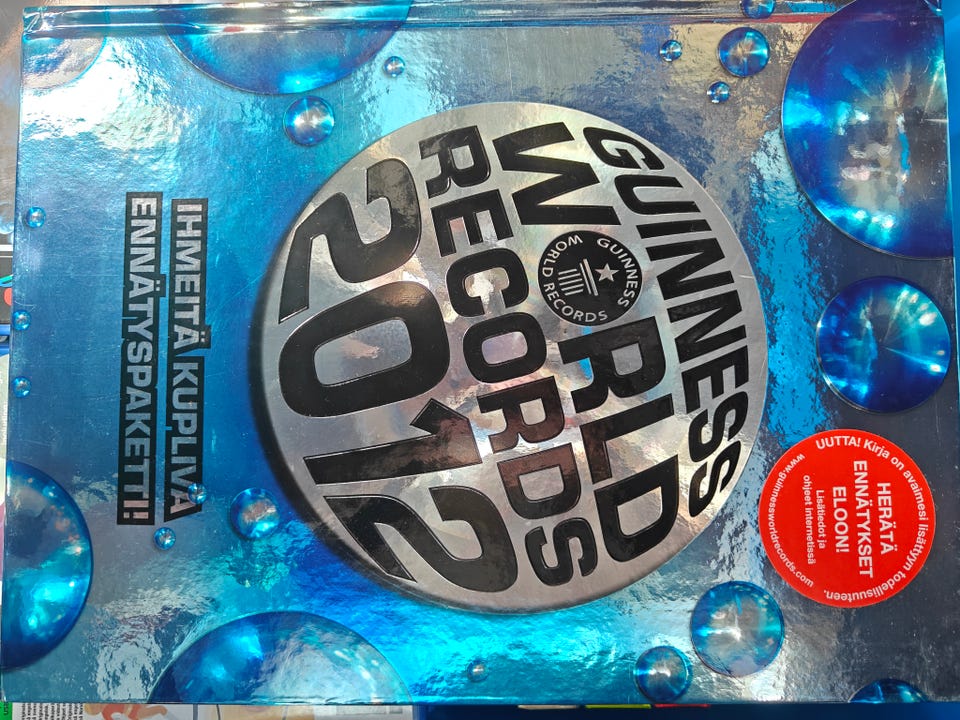 GUINNESS
WORLD
RECORDS
2012
GUINNESS
WORLD RECORDS
UUTTA! Kirja on avaimesi lisättyyn todellisuuteen.
HERÄTÄ
ENNÄTYKSET
ELOON!
Lisätiedot ja
ohjeet internetissä
www.guinnessworldrecords.com
IHMEITÄ KUPLIVA
ENNÄTYSPAKETTI!